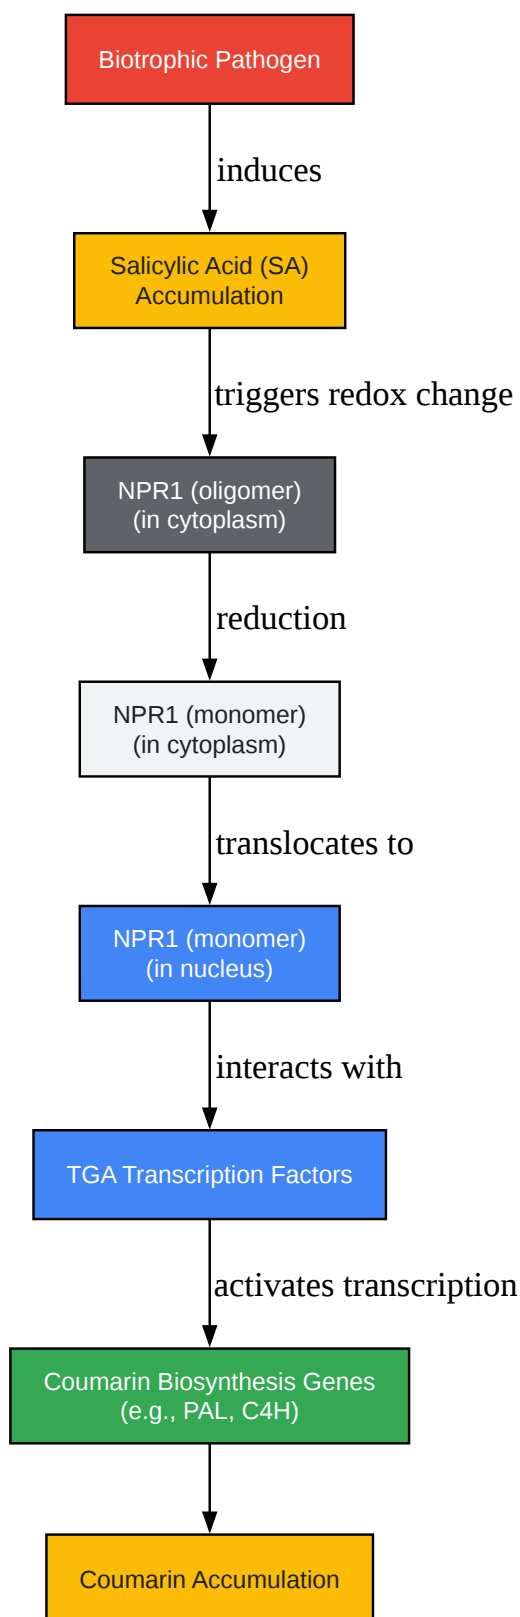 Biotrophic Pathogen
induces
Salicylic Acid (SA)
Accumulation
triggers redox change
NPR1 (oligomer)
(in cytoplasm)
reduction
NPR1 (monomer)
(in cytoplasm)
translocates to
NPR1 (monomer)
(in nucleus)
interacts with
TGA Transcription Factors
activates transcription
Coumarin Biosynthesis Genes
(e.g., PAL, C4H)
Coumarin Accumulation